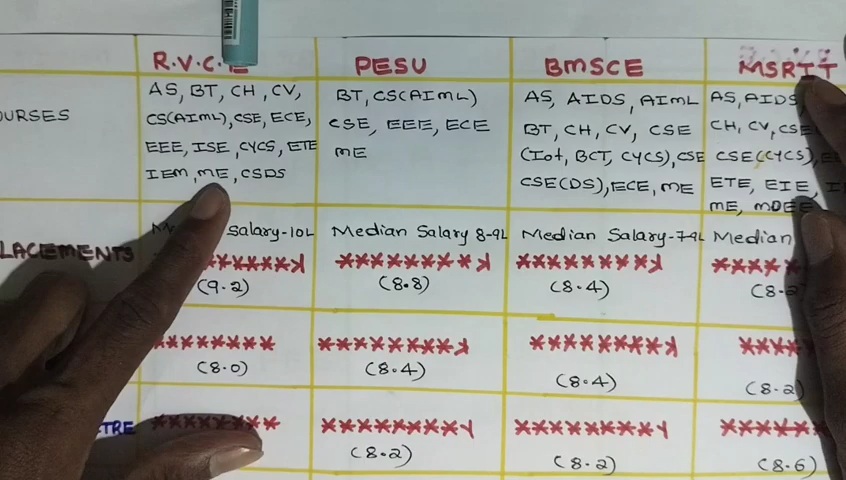 R.V.C.E PESU BMSCE MSRIT
AS, BT, CH, CV, BT, CS(AIML) AS, AIDS, AIML AS, AIDS
OURSES CS(AIML), CSE, ECE, CSE, EEE, ECE BT, CH, CV, CSE CH, CV, CSE
EEE, ISE, CYCS, ETE ME (Iot, BCT, CYCS), CSE CSE(CYCS),
IEM, ME, CSDS CSE(DS), ECE, ME ETE, EIE,
ME, MDEE
Salary-10L Median Salary 8-9L Median Salary-7-9L Median
LACEMENTS
(9.2) (8.8) (8.4)
(8.0) (8.4) (8.4) (8.2)
TRE
(8.2) (8.2) (8.6)